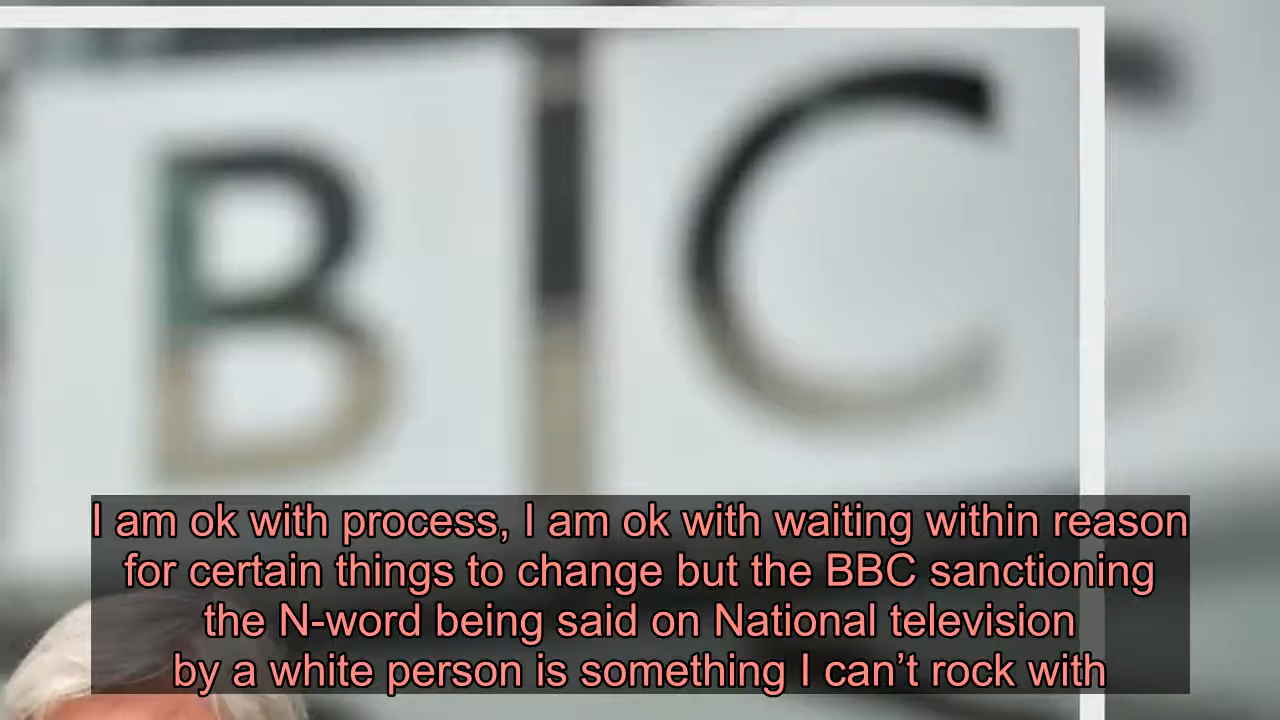 BBC
I am ok with process, I am ok with waiting within reason
for certain things to change but the BBC sanctioning
the N-word being said on National television
by a white person is something I can’t rock with